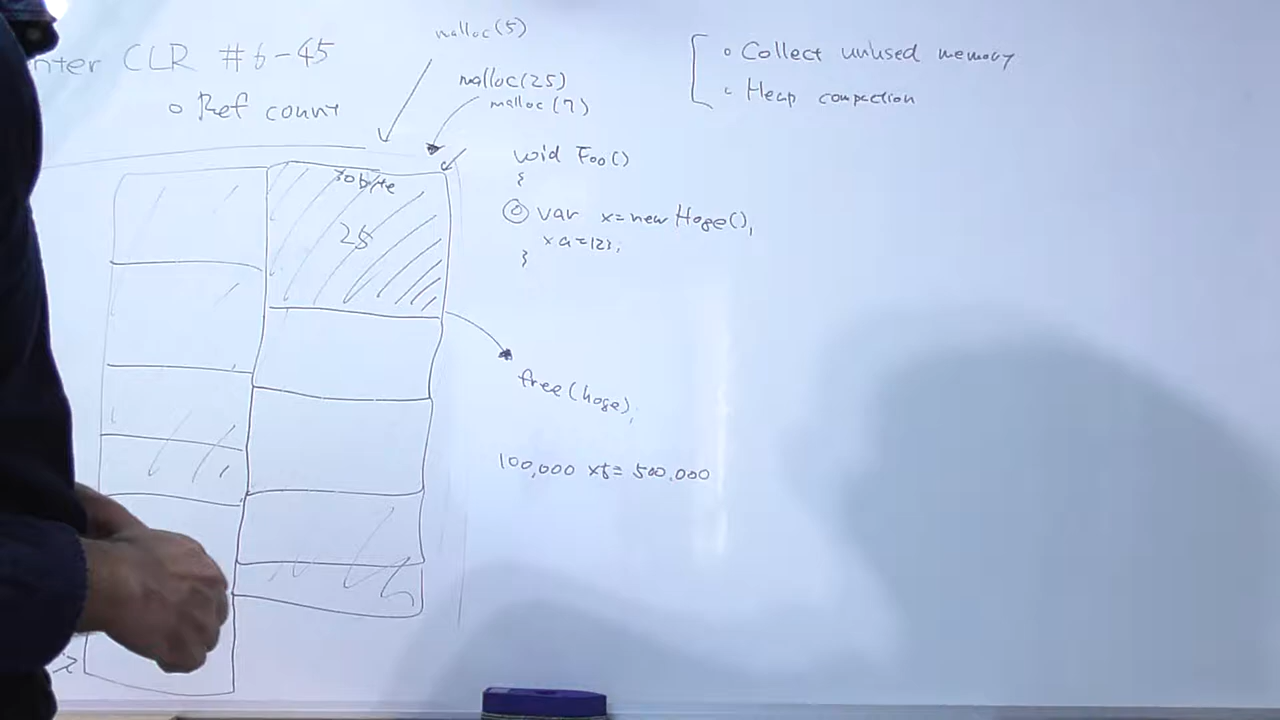 nter CLR #6-45
○ Ref count
malloc(5)
malloc(25)
malloc(7)
○ Collect unused memory
○ Heap compaction
void Foo()
{
var x=new Hoge();
x a=123;
}
30byte
25
free(hoge);
100,000 x5= 500.000